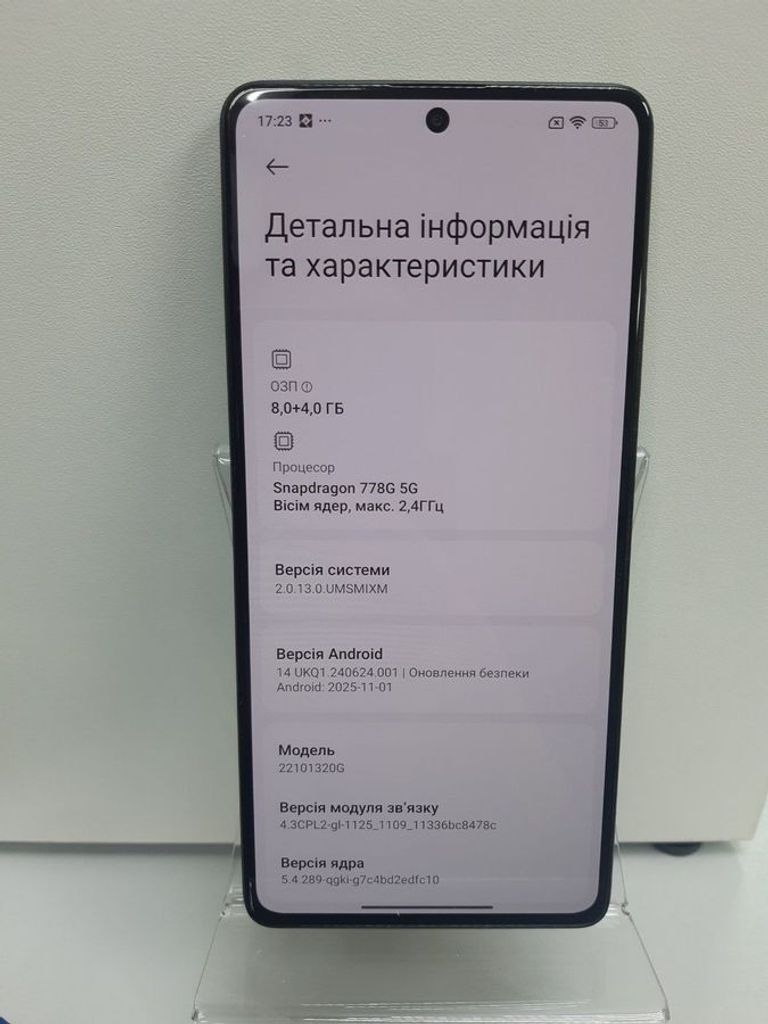 17:23 ...
53
Детальна інформація
та характеристики
ОЗП
8,0+4,0 ГБ
Процесор
Snapdragon 778G 5G
Вісім ядер, макс. 2,4ГГц
Версія системи
2.0.13.0.UMSMIXM
Версія Android
14 UKQ1.240624.001 | Оновлення безпеки
Android: 2025-11-01
Модель
22101320G
Версія модуля зв'язку
4.3CPL2-gl-1125_1109_11336bc8478c
Версія ядра
5.4.289-qgki-g7c4bd2edfc10